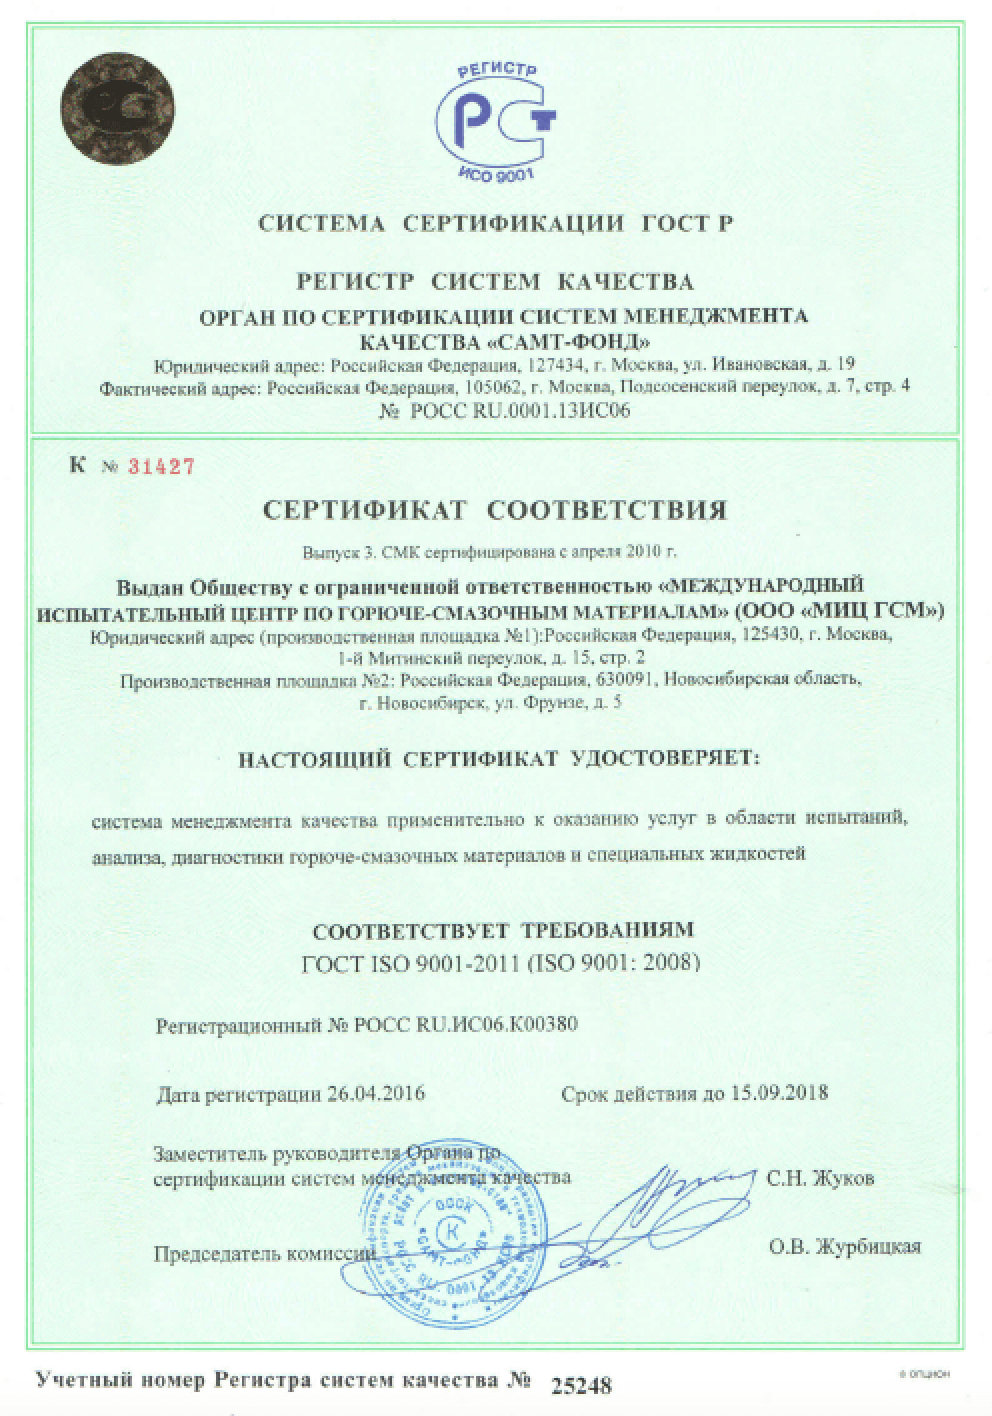 РЕГИСТР
РСТ
ИСО 9001
СИСТЕМА СЕРТИФИКАЦИИ ГОСТ Р
РЕГИСТР СИСТЕМ КАЧЕСТВА
ОРГАН ПО СЕРТИФИКАЦИИ СИСТЕМ МЕНЕДЖМЕНТА
КАЧЕСТВА «САМТ-ФОНД»
Юридический адрес: Российская Федерация, 127434, г. Москва, ул. Ивановская, д. 19
Фактический адрес: Российская Федерация, 105062, г. Москва, Подсосенский переулок, д. 7, стр. 4
№ РОСС RU.0001.13ИС06
К № 31427
СЕРТИФИКАТ СООТВЕТСТВИЯ
Выпуск 3. СМК сертифицирована с апреля 2010 г.
Выдан Обществу с ограниченной ответственностью «МЕЖДУНАРОДНЫЙ
ИСПЫТАТЕЛЬНЫЙ ЦЕНТР ПО ГОРЮЧЕ-СМАЗОЧНЫМ МАТЕРИАЛАМ» (ООО «МИЦ ГСМ»)
Юридический адрес (производственная площадка №1):Российская Федерация, 125430, г. Москва,
1-й Митинский переулок, д. 15, стр. 2
Производственная площадка №2: Российская Федерация, 630091, Новосибирская область,
г. Новосибирск, ул. Фрунзе, д. 5
НАСТОЯЩИЙ СЕРТИФИКАТ УДОСТОВЕРЯЕТ:
система менеджмента качества применительно к оказанию услуг в области испытаний,
анализа, диагностики горюче-смазочных материалов и специальных жидкостей
СООТВЕТСТВУЕТ ТРЕБОВАНИЯМ
ГОСТ ISO 9001-2011 (ISO 9001: 2008)
Регистрационный № РОСС RU.ИС06.К00380
Дата регистрации 26.04.2016 Срок действия до 15.09.2018
Заместитель руководителя Органа по
сертификации систем менеджмента качества С.Н. Жуков
Председатель комиссии О.В. Журбицкая
Учетный номер Регистра систем качества № 25248
© ОПЦИОН